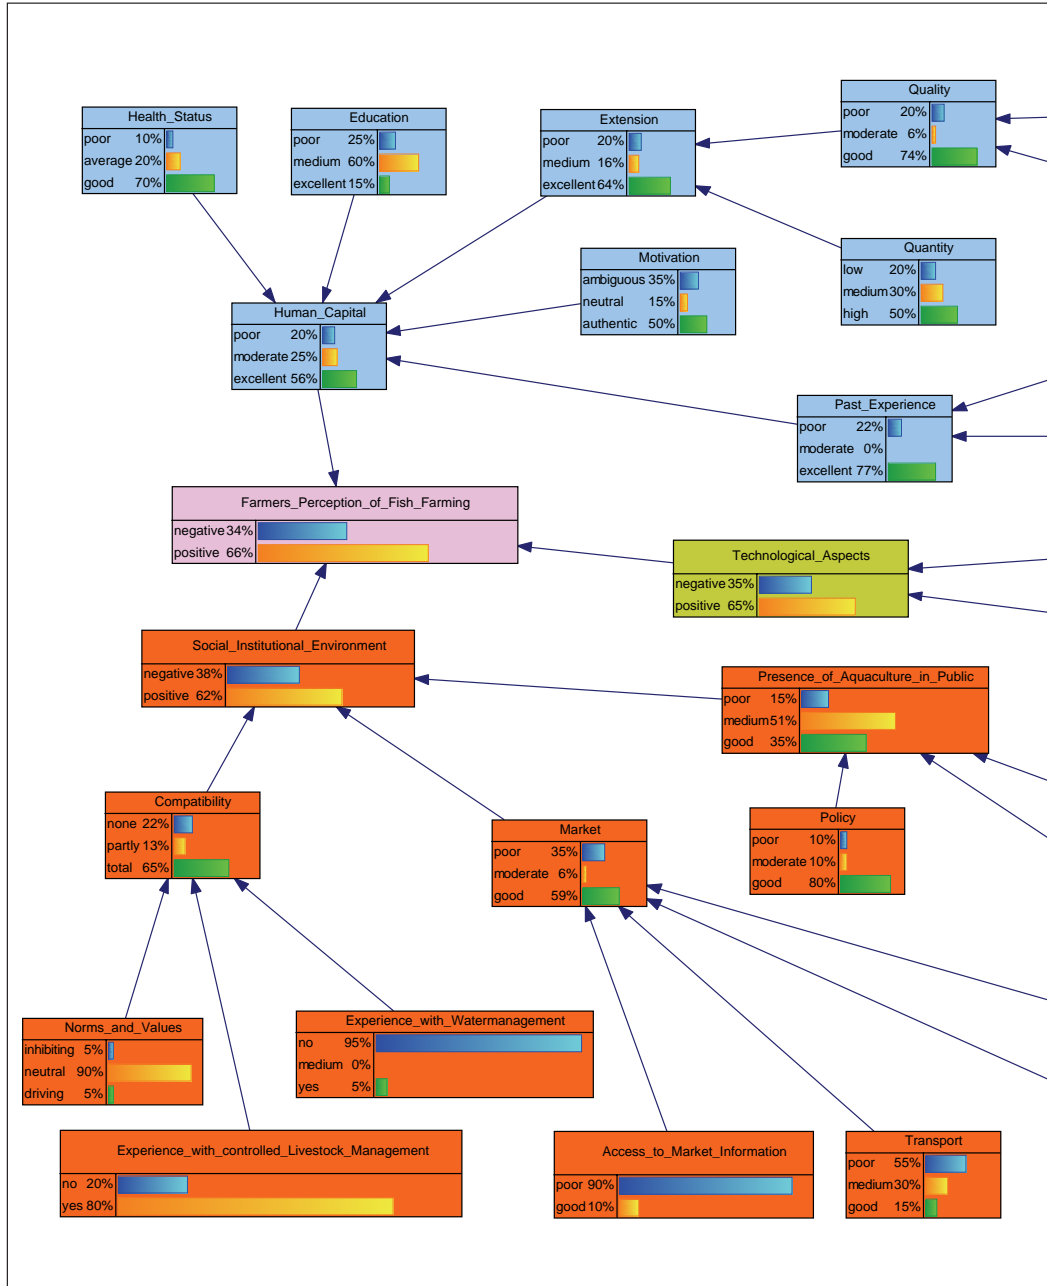 Quality
poor 20%
moderate 6%
good 74%
Health_Status
poor 10%
average 20%
good 70%
Education
poor 25%
medium 60%
excellent 15%
Extension
poor 20%
medium 16%
excellent 64%
Motivation
ambiguous 35%
neutral 15%
authentic 50%
Quantity
low 20%
medium 30%
high 50%
Human_Capital
poor 20%
moderate 25%
excellent 56%
Past_Experience
poor 22%
moderate 0%
excellent 77%
Farmers_Perception_of_Fish_Farming
negative 34%
positive 66%
Technological_Aspects
negative 35%
positive 65%
Social_Institutional_Environment
negative 38%
positive 62%
Presence_of_Aquaculture_in_Public
poor 15%
medium 51%
good 35%
Compatibility
none 22%
partly 13%
total 65%
Market
poor 35%
moderate 6%
good 59%
Policy
poor 10%
moderate 10%
good 80%
Norms_and_Values
inhibiting 5%
neutral 90%
driving 5%
Experience_with_Watermanagement
no 95%
medium 0%
yes 5%
Experience_with_controlled_Livestock_Management
no 20%
yes 80%
Access_to_Market_Information
poor 90%
good 10%
Transport
poor 55%
medium 30%
good 15%